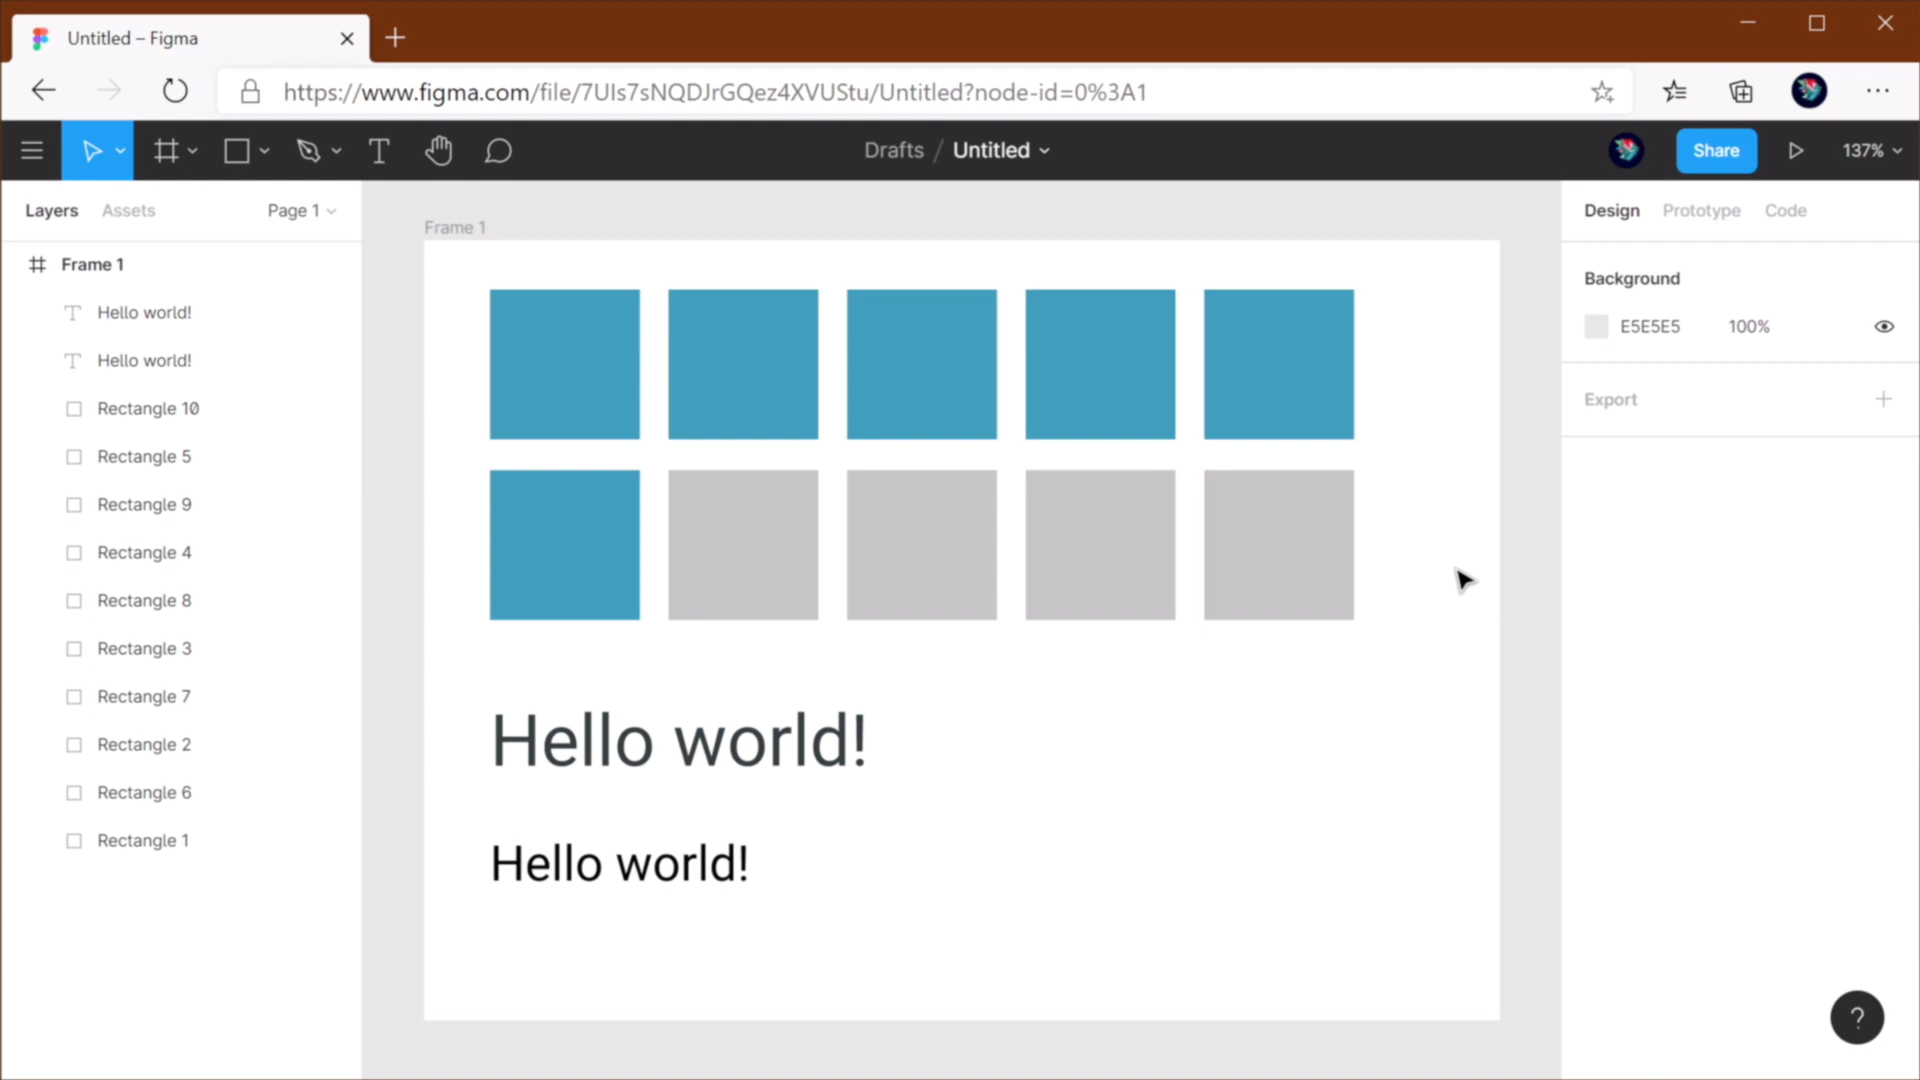 Untitled – Figma
https://www.figma.com/file/7UIs7sNQDJrGQez4XVUStu/Untitled?node-id=0%3A1
Drafts / Untitled
Share
137%
Layers Assets Page 1
Frame 1
Hello world!
Hello world!
Rectangle 10
Rectangle 5
Rectangle 9
Rectangle 4
Rectangle 8
Rectangle 3
Rectangle 7
Rectangle 2
Rectangle 6
Rectangle 1
Frame 1
Hello world!
Hello world!
Design Prototype Code
Background
E5E5E5 100%
Export
?